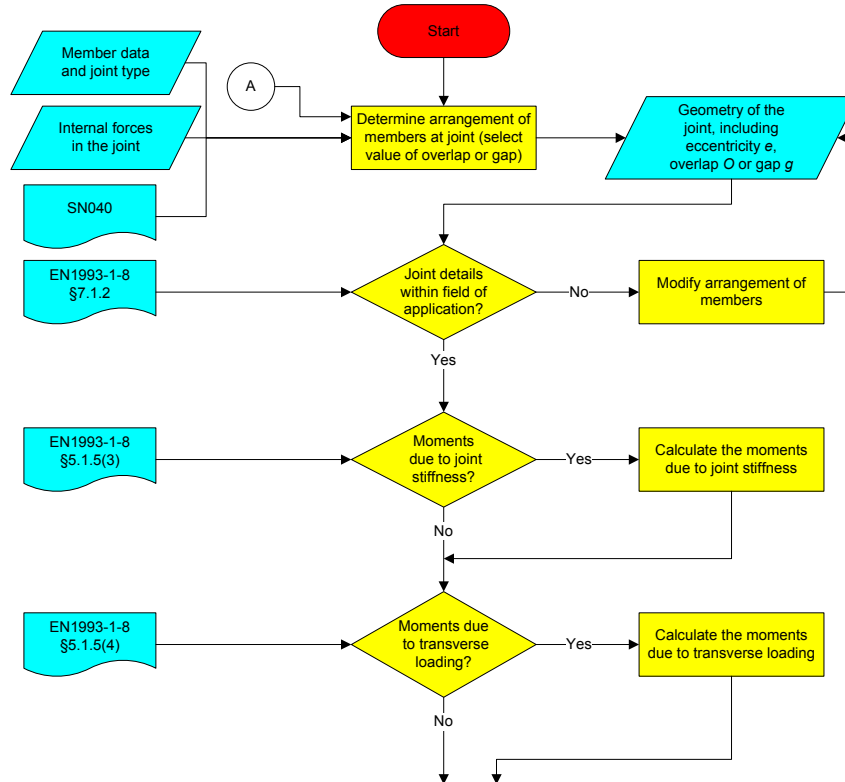 Start
Member data
and joint type
A
Internal forces
in the joint
Determine arrangement of
members at joint (select
value of overlap or gap)
Geometry of the
joint, including
eccentricity e,
overlap O or gap g
SN040
EN1993-1-8
§7.1.2
Joint details
within field of
application?
No
Modify arrangement of
members
Yes
EN1993-1-8
§5.1.5(3)
Moments
due to joint
stiffness?
Yes
Calculate the moments
due to joint stiffness
No
EN1993-1-8
§5.1.5(4)
Moments due
to transverse
loading?
Yes
Calculate the moments
due to transverse loading
No